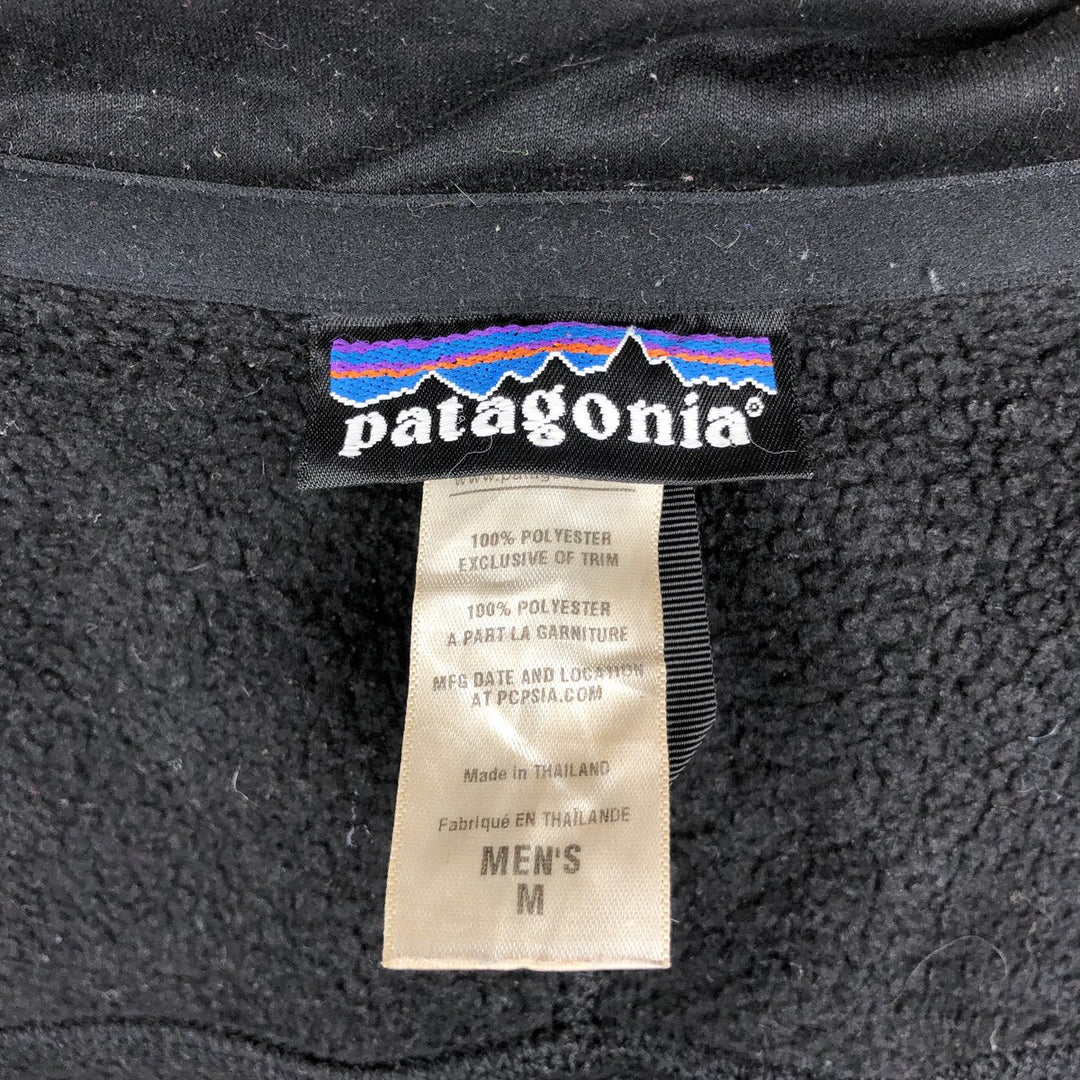 patagonia®
100% POLYESTER
EXCLUSIVE OF TRIM
100% POLYESTER
A PART LA GARNITURE
MFG DATE AND LOCATION
AT PCPSIA.COM
Made in THAILAND
Fabriqué EN THAÏLANDE
MEN'S
M